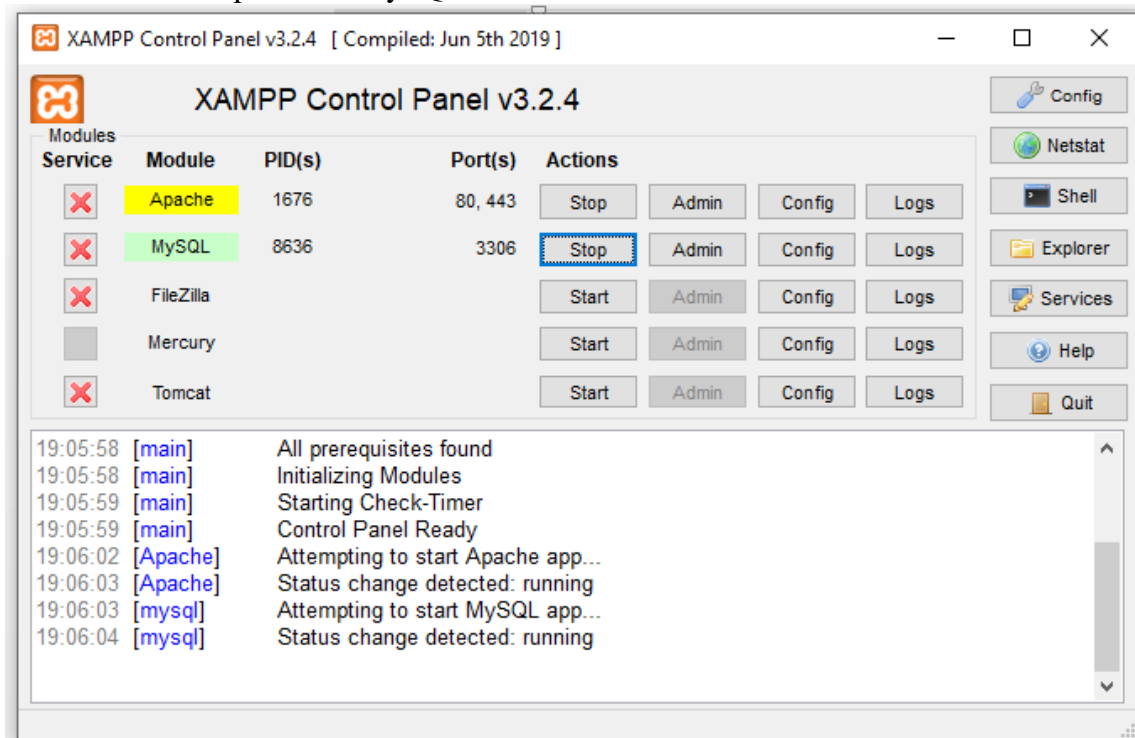 XAMPP Control Panel v3.2.4 [ Compiled: Jun 5th 2019 ]
XAMPP Control Panel v3.2.4
Config
Modules
Netstat
Service Module PID(s) Port(s) Actions
Apache 1676 80, 443 Stop Admin Config Logs
Shell
MySQL 8636 3306 Stop Admin Config Logs
Explorer
FileZilla Start Admin Config Logs
Services
Mercury Start Admin Config Logs
Help
Tomcat Start Admin Config Logs
Quit
19:05:58 [main] All prerequisites found
19:05:58 [main] Initializing Modules
19:05:59 [main] Starting Check-Timer
19:05:59 [main] Control Panel Ready
19:06:02 [Apache] Attempting to start Apache app...
19:06:03 [Apache] Status change detected: running
19:06:03 [mysql] Attempting to start MySQL app...
19:06:04 [mysql] Status change detected: running